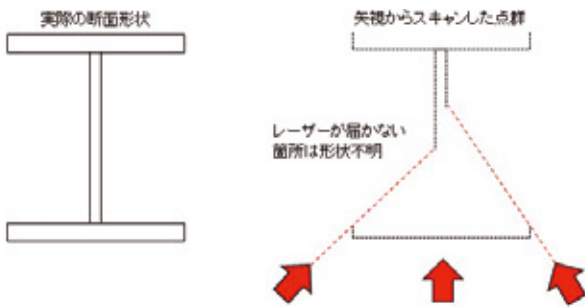 実際の断面形状
矢視からスキャンした点群
レーザーが届かない
箇所は形状不明